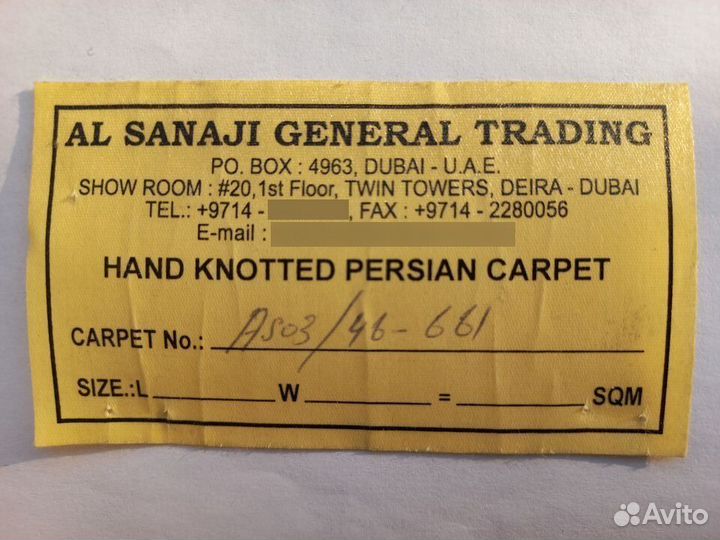 AL SANAJI GENERAL TRADING
PO. BOX : 4963, DUBAI - U.A.E.
SHOW ROOM : #20,1st Floor, TWIN TOWERS, DEIRA - DUBAI
TEL.: +9714 - , FAX : +9714 - 2280056
E-mail :
HAND KNOTTED PERSIAN CARPET
CARPET No.: AS03/46-661
SIZE.:L W = SQM
Avito